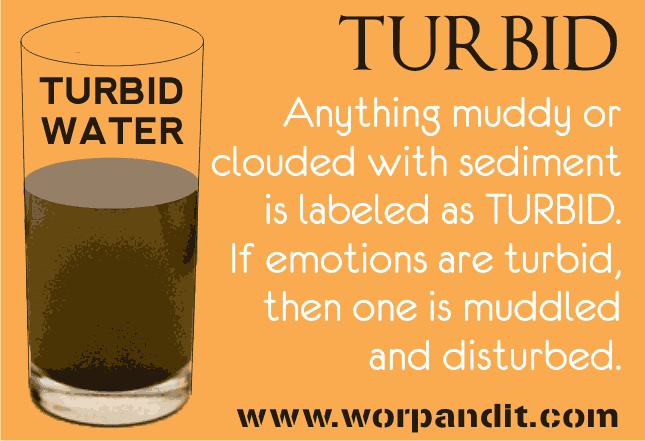 TURBID
TURBID
WATER
Anything muddy or
clouded with sediment
is labeled as TURBID.
If emotions are turbid,
then one is muddled
and disturbed.
www.worpandit.com